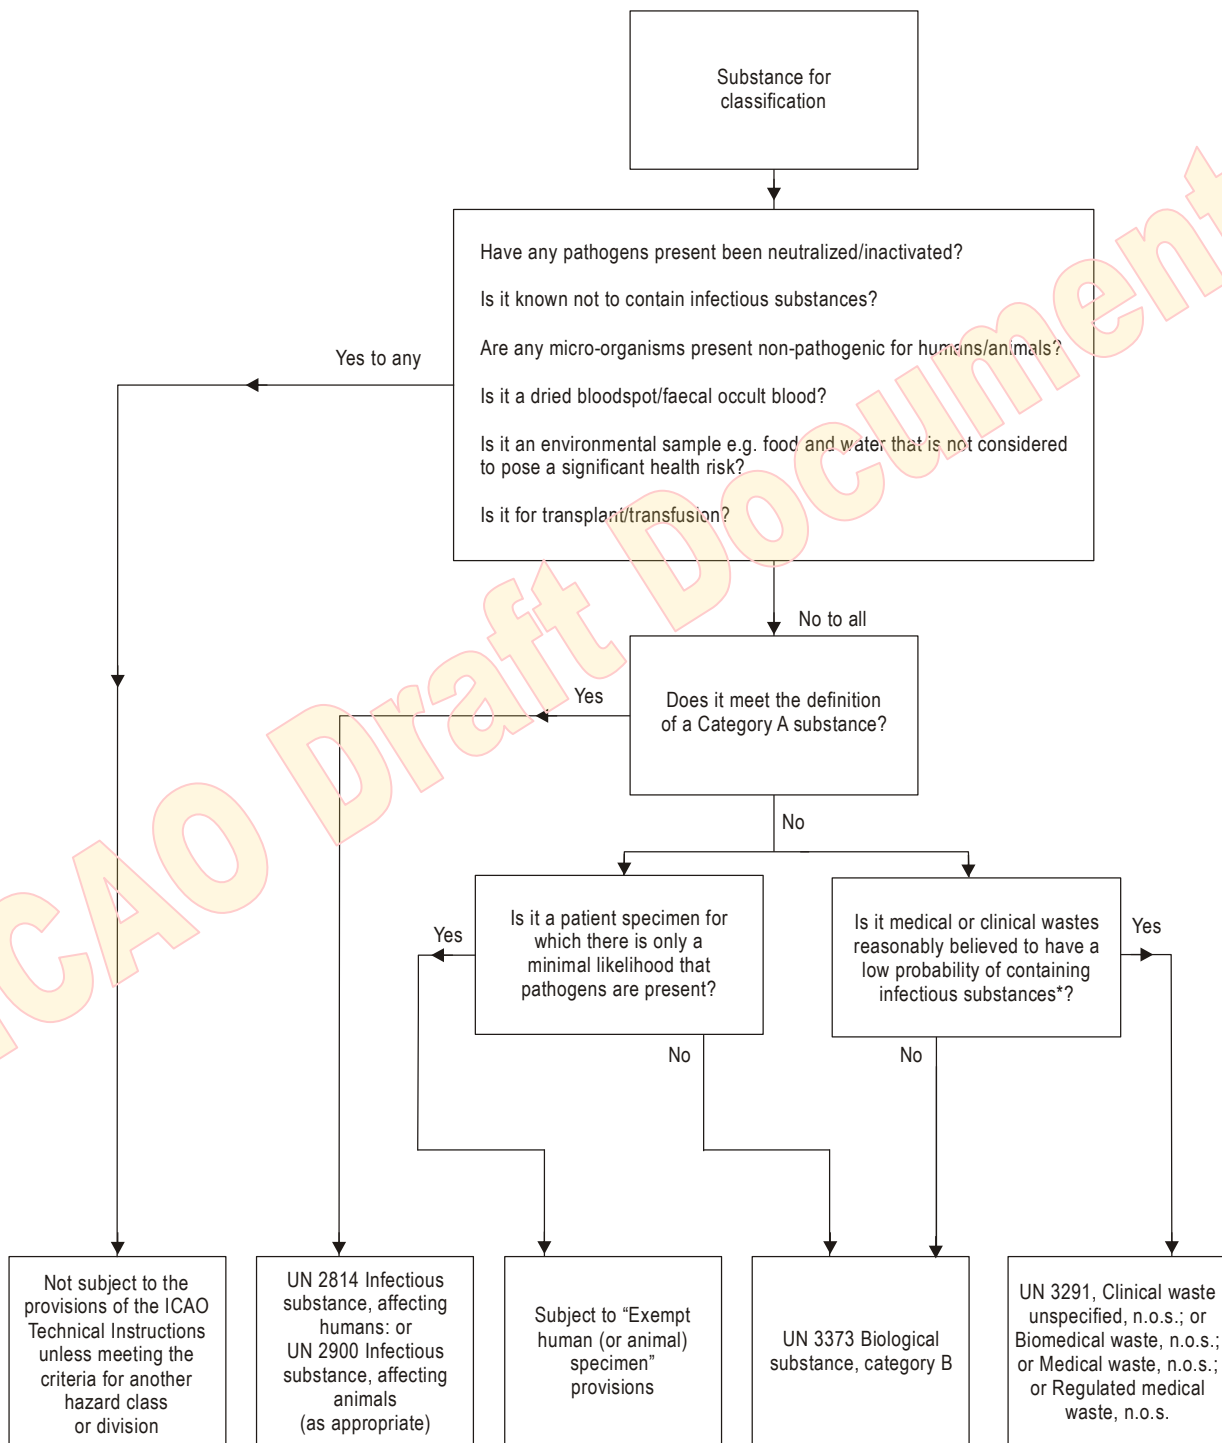 Substance for
classification
Have any pathogens present been neutralized/inactivated?
Is it known not to contain infectious substances?
Are any micro-organisms present non-pathogenic for humans/animals?
Is it a dried bloodspot/faecal occult blood?
Is it an environmental sample e.g. food and water that is not considered
to pose a significant health risk?
Is it for transplant/transfusion?
Yes to any
No to all
Does it meet the definition
of a Category A substance?
Yes
No
Is it a patient specimen for
which there is only a
minimal likelihood that
pathogens are present?
Yes
No
Is it medical or clinical wastes
reasonably believed to have a
low probability of containing
infectious substances*?
Yes
No
Not subject to the
provisions of the ICAO
Technical Instructions
unless meeting the
criteria for another
hazard class
or division
UN 2814 Infectious
substance, affecting
humans: or
UN 2900 Infectious
substance, affecting
animals
(as appropriate)
Subject to “Exempt
human (or animal)
specimen”
provisions
UN 3373 Biological
substance, category B
UN 3291, Clinical waste
unspecified, n.o.s.; or
Biomedical waste, n.o.s.;
or Medical waste, n.o.s.;
or Regulated medical
waste, n.o.s.
ICAO Draft Document